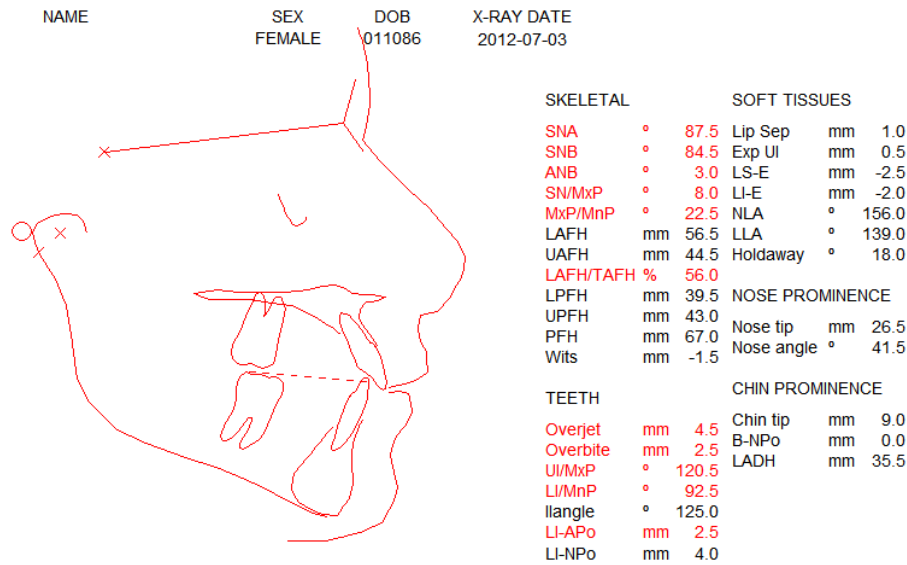 NAME SEX DOB X-RAY DATE
FEMALE 011086 2012-07-03
SKELETAL
SNA º 87.5
SNB º 84.5
ANB º 3.0
SN/MxP º 8.0
MxP/MnP º 22.5
LAFH mm 56.5
UAFH mm 44.5
LAFH/TAFH % 56.0
LPFH mm 39.5
UPFH mm 43.0
PFH mm 67.0
Wits mm -1.5
TEETH
Overjet mm 4.5
Overbite mm 2.5
UI/MxP º 120.5
LI/MnP º 92.5
IIangle º 125.0
LI-APo mm 2.5
LI-NPo mm 4.0
SOFT TISSUES
Lip Sep mm 1.0
Exp UI mm 0.5
LS-E mm -2.5
LI-E mm -2.0
NLA º 156.0
LLA º 139.0
Holdaway º 18.0
NOSE PROMINENCE
Nose tip mm 26.5
Nose angle º 41.5
CHIN PROMINENCE
Chin tip mm 9.0
B-NPo mm 0.0
LADH mm 35.5